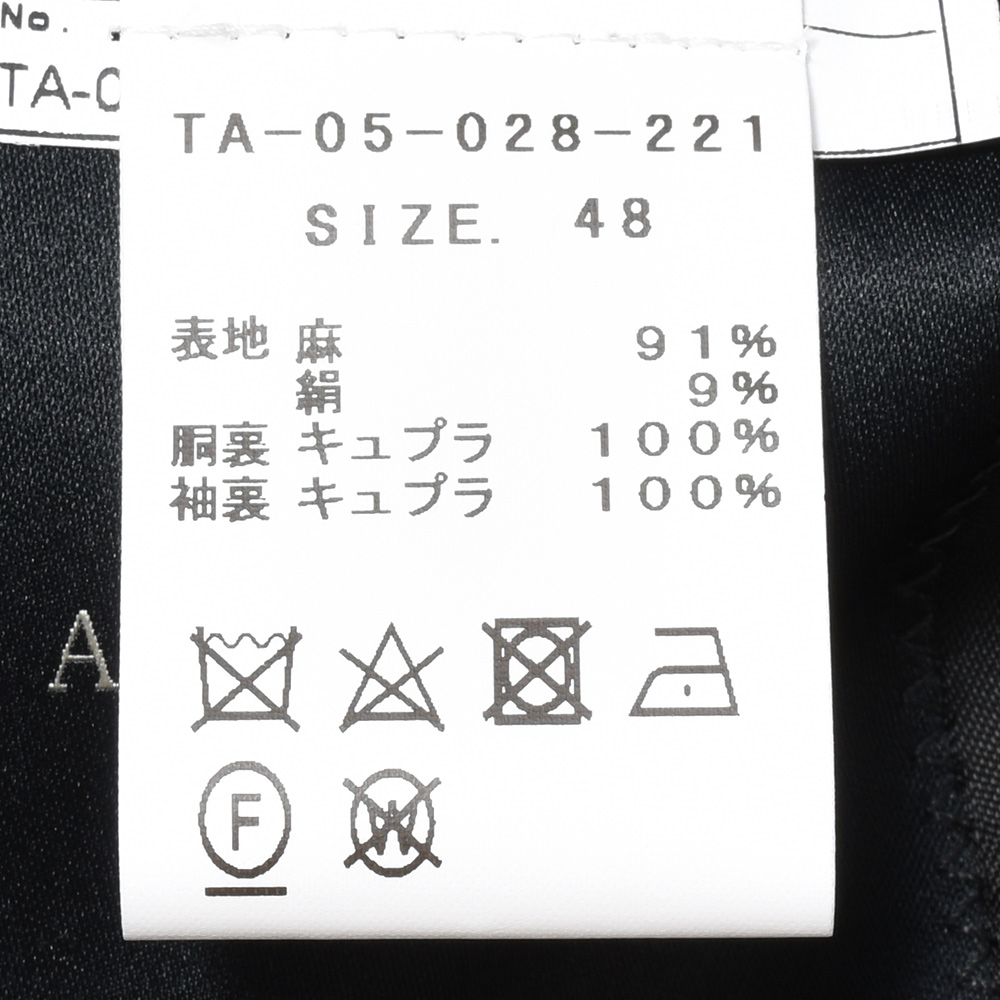 No.
TA-0
TA-05-028-221
SIZE. 48
表地 麻 91%
絹 9%
胴裏 キュプラ 100%
袖裏 キュプラ 100%
A
F
W